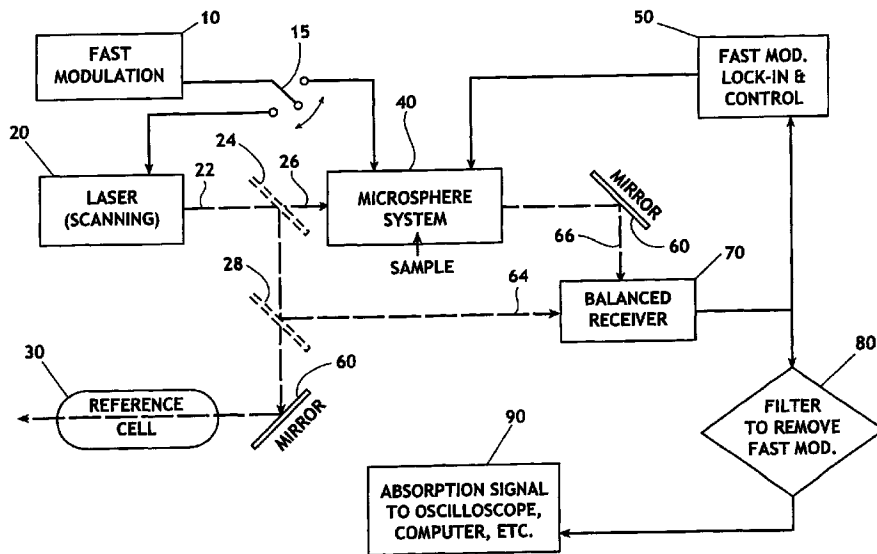 10
FAST
MODULATION
15
50
FAST MOD.
LOCK-IN &
CONTROL
20
LASER
(SCANNING)
22
24
26
40
MICROSPHERE
SYSTEM
SAMPLE
MIRROR
60
66
70
BALANCED
RECEIVER
28
64
30
REFERENCE
CELL
60
MIRROR
80
FILTER
TO REMOVE
FAST MOD.
90
ABSORPTION SIGNAL
TO OSCILLOSCOPE,
COMPUTER, ETC.